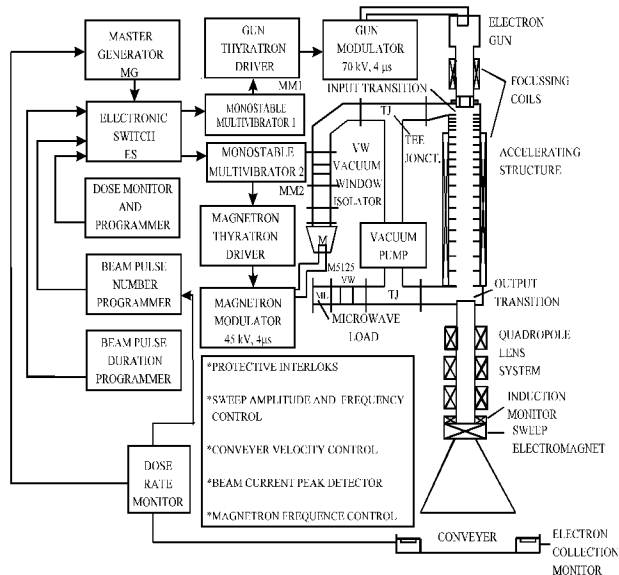 MASTER
GENERATOR
MG
GUN
THYRATRON
DRIVER
GUN
MODULATOR
70 kV, 4 µs
ELECTRON
GUN
MM1
INPUT TRANSITION
FOCUSSING
COILS
ELECTRONIC
SWITCH
ES
MONOSTABLE
MULTIVIBRATOR 1
TJ
TEE
JONCT.
ACCELERATING
STRUCTURE
MONOSTABLE
MULTIVIBRATOR 2
MM2
VW
VACUUM
WINDOW
ISOLATOR
DOSE MONITOR
AND
PROGRAMMER
MAGNETRON
THYRATRON
DRIVER
M
VACUUM
PUMP
M5125
BEAM PULSE
NUMBER
PROGRAMMER
MAGNETRON
MODULATOR
45 kV, 4µs
ML
VW
TJ
MICROWAVE
LOAD
OUTPUT
TRANSITION
BEAM PULSE
DURATION
PROGRAMMER
*PROTECTIVE INTERLOKS
*SWEEP AMPLITUDE AND FREQUENCY
CONTROL
*CONVEYER VELOCITY CONTROL
*BEAM CURRENT PEAK DETECTOR
*MAGNETRON FREQUENCE CONTROL
QUADROPOLE
LENS
SYSTEM
INDUCTION
MONITOR
SWEEP
ELECTROMAGNET
DOSE
RATE
MONITOR
CONVEYER
ELECTRON
COLLECTION
MONITOR